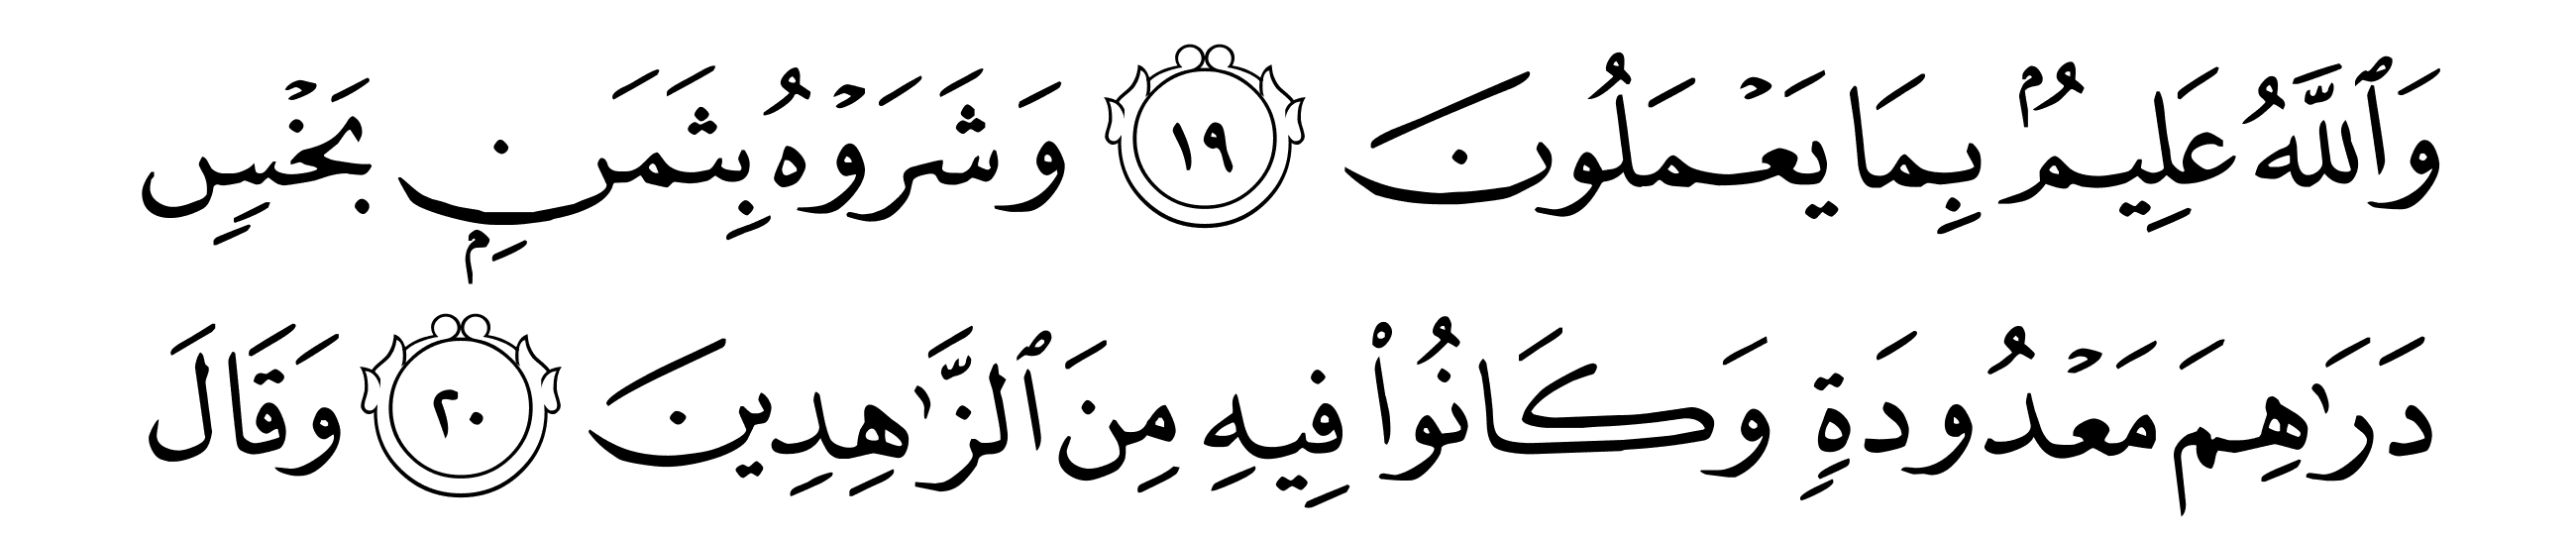 وَٱللَّهُ عَلِيمُۢ بِمَا يَعۡمَلُونَ ١٩ وَشَرَوۡهُ بِثَمَنِۭ بَخۡسٖ
دَرَٰهِمَ مَعۡدُودَةٖ وَكَانُواْ فِيهِ مِنَ ٱلزَّٰهِدِينَ ٢٠ وَقَالَ